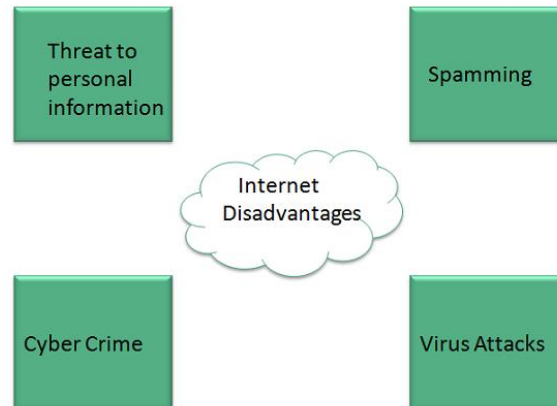 Threat to
personal
information
Spamming
Internet
Disadvantages
Cyber Crime
Virus Attacks